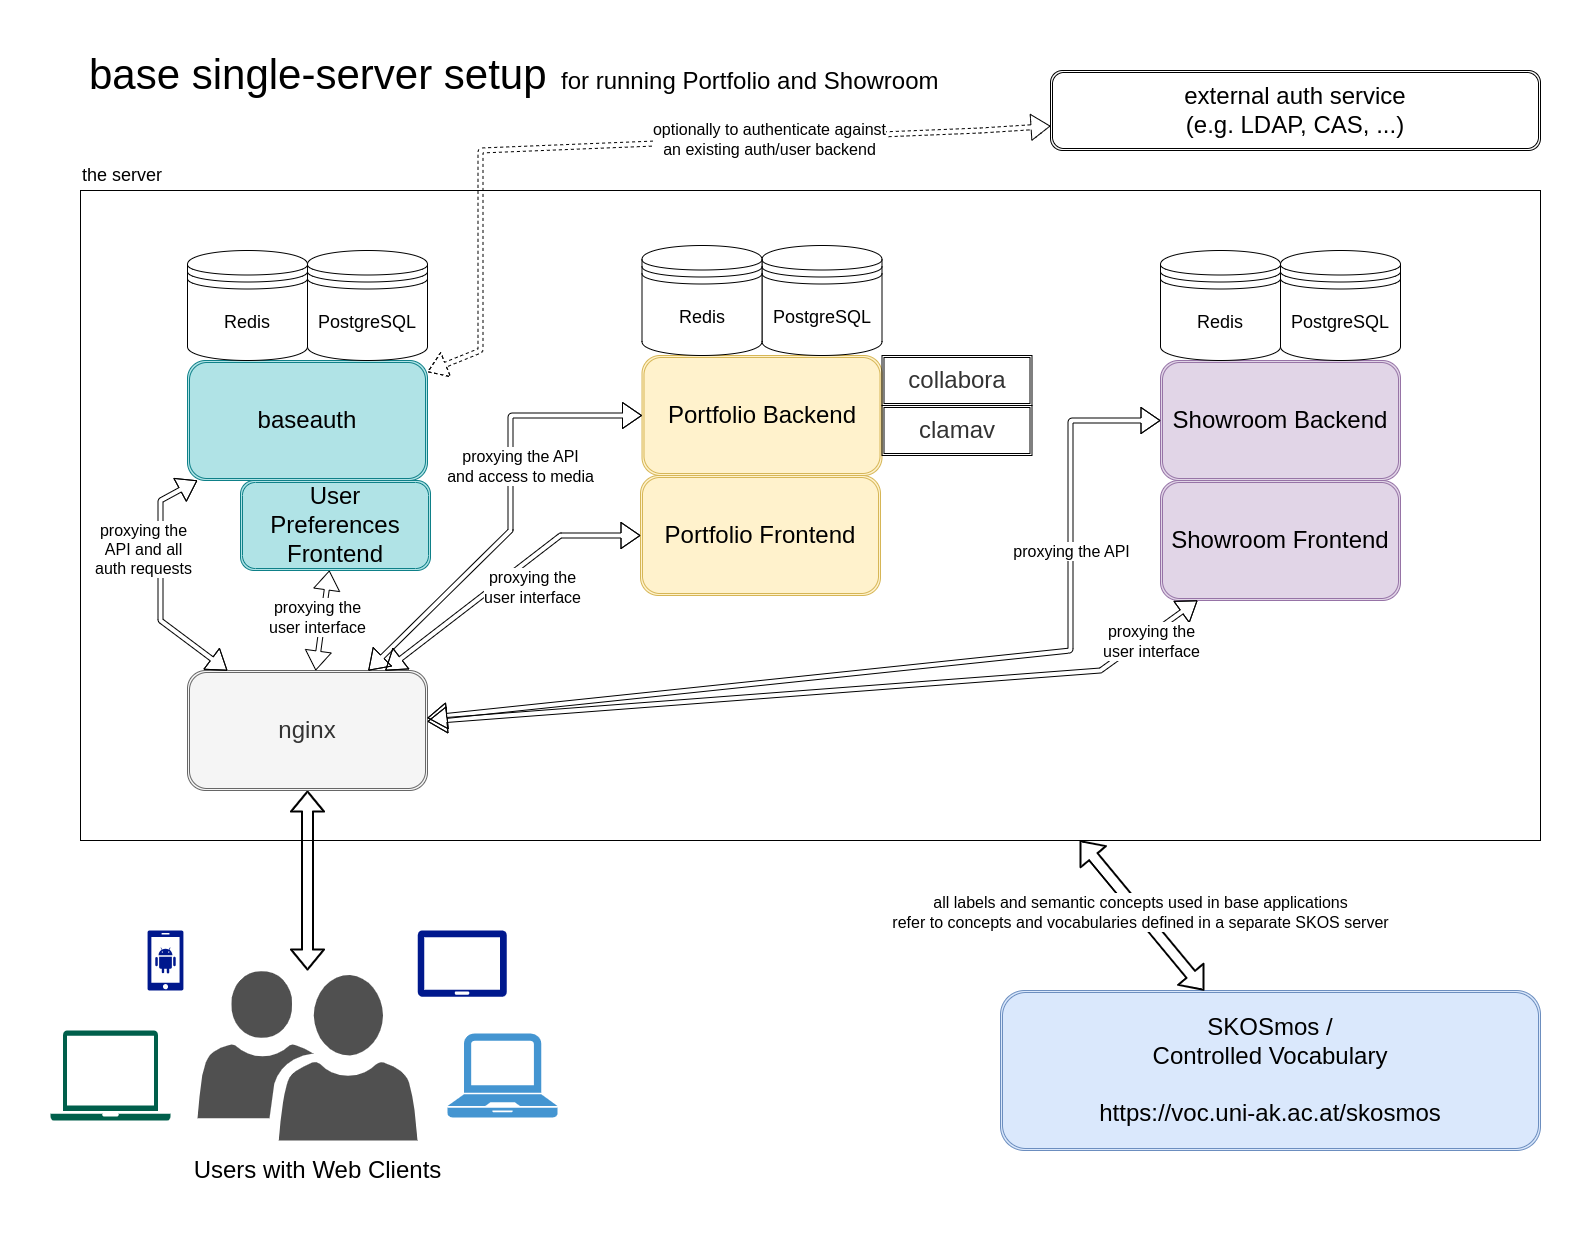 base single-server setup for running Portfolio and Showroom
external auth service
(e.g. LDAP, CAS, ...)
optionally to authenticate against
an existing auth/user backend
the server
Redis
PostgreSQL
baseauth
User
Preferences
Frontend
Redis
PostgreSQL
Portfolio Backend
collabora
clamav
Portfolio Frontend
Redis
PostgreSQL
Showroom Backend
Showroom Frontend
proxying the API
and access to media
proxying the
API and all
auth requests
proxying the
user interface
proxying the
user interface
proxying the API
proxying the
user interface
nginx
all labels and semantic concepts used in base applications
refer to concepts and vocabularies defined in a separate SKOS server
SKOSmos /
Controlled Vocabulary
https://voc.uni-ak.ac.at/skosmos
Users with Web Clients